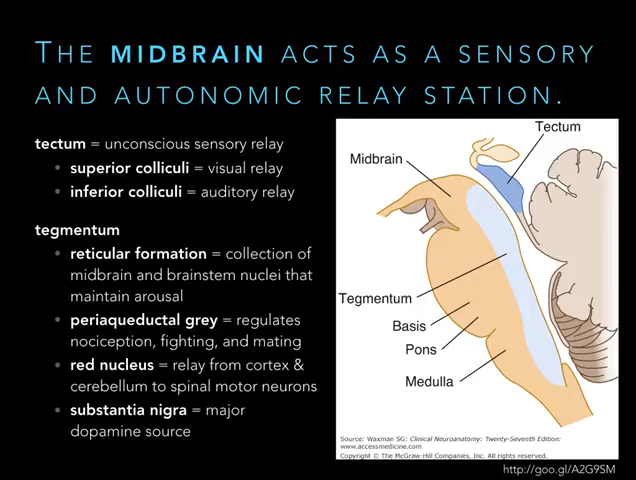 THE MIDBRAIN ACTS AS A SENSORY
AND AUTONOMIC RELAY STATION.
tectum = unconscious sensory relay
• superior colliculi = visual relay
• inferior colliculi = auditory relay
tegmentum
• reticular formation = collection of
midbrain and brainstem nuclei that
maintain arousal
• periaqueductal grey = regulates
nociception, fighting, and mating
• red nucleus = relay from cortex &
cerebellum to spinal motor neurons
• substantia nigra = major
dopamine source
Tectum
Midbrain
Tegmentum
Basis
Pons
Medulla
Source: Waxman SG: Clinical Neuroanatomy: Twenty-Seventh Edition:
www.accessmedicine.com
Copyright © The McGraw-Hill Companies, Inc. All rights reserved.
http://goo.gl/A2G9SM